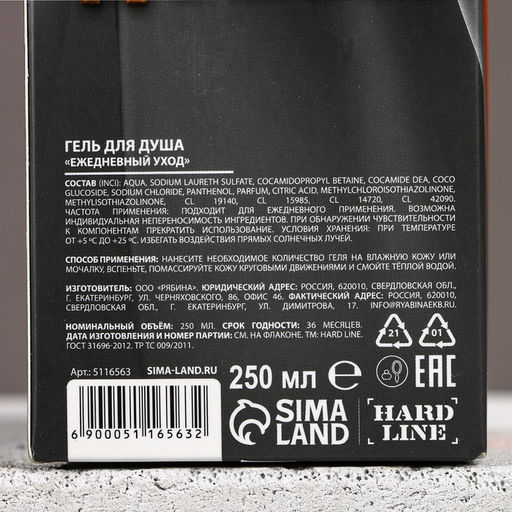 ГЕЛЬ ДЛЯ ДУША
«ЕЖЕДНЕВНЫЙ УХОД»
СОСТАВ (INCI): AQUA, SODIUM LAURETH SULFATE, COCAMIDOPROPYL BETAINE, COCAMIDE DEA, COCO
GLUCOSIDE, SODIUM CHLORIDE, PANTHENOL, PARFUM, CITRIC ACID, METHYLCHLOROISOTHIAZOLINONE,
METHYLISOTHIAZOLINONE, CL 19140, CL 15985, CL 14720, CL 42090.
ЧАСТОТА ПРИМЕНЕНИЯ: ПОДХОДИТ ДЛЯ ЕЖЕДНЕВНОГО ПРИМЕНЕНИЯ, ВОЗМОЖНА
ИНДИВИДУАЛЬНАЯ НЕПЕРЕНОСИМОСТЬ ИНГРЕДИЕНТОВ. ПРИ ОБНАРУЖЕНИИ ЧУВСТВИТЕЛЬНОСТИ
К КОМПОНЕНТАМ ПРЕКРАТИТЬ ИСПОЛЬЗОВАНИЕ. УСЛОВИЯ ХРАНЕНИЯ: ПРИ ТЕМПЕРАТУРЕ
ОТ +5 °C ДО +25 °C. ИЗБЕГАТЬ ВОЗДЕЙСТВИЯ ПРЯМЫХ СОЛНЕЧНЫХ ЛУЧЕЙ.
СПОСОБ ПРИМЕНЕНИЯ: НАНЕСИТЕ НЕОБХОДИМОЕ КОЛИЧЕСТВО ГЕЛЯ НА ВЛАЖНУЮ КОЖУ ИЛИ
МОЧАЛКУ, ВСПЕНЬТЕ, ПОМАССИРУЙТЕ КОЖУ КРУГОВЫМИ ДВИЖЕНИЯМИ И СМОЙТЕ ТЁПЛОЙ ВОДОЙ.
ИЗГОТОВИТЕЛЬ: ООО «РЯБИНА». ЮРИДИЧЕСКИЙ АДРЕС: РОССИЯ, 620010, СВЕРДЛОВСКАЯ ОБЛ.,
Г. ЕКАТЕРИНБУРГ, УЛ. ЧЕРНЯХОВСКОГО, 86, ОФИС 46. ФАКТИЧЕСКИЙ АДРЕС: РОССИЯ, 620010,
СВЕРДЛОВСКАЯ ОБЛ., Г. ЕКАТЕРИНБУРГ, УЛ. ДИМИТРОВА, 17. INFO@RYABINAEKB.RU
НОМИНАЛЬНЫЙ ОБЪЁМ: 250 МЛ. СРОК ГОДНОСТИ: 36 МЕСЯЦЕВ.
ДАТА ИЗГОТОВЛЕНИЯ И НОМЕР ПАРТИИ: СМ. НА ФЛАКОНЕ. ТМ: HARD LINE.
ГОСТ 31696-2012. ТР ТС 009/2011.
21
01
Арт.: 5116563 SIMA-LAND.RU
250 мл ℮
EAC
6 900051 165632
SIMA
LAND
HARD
LINE